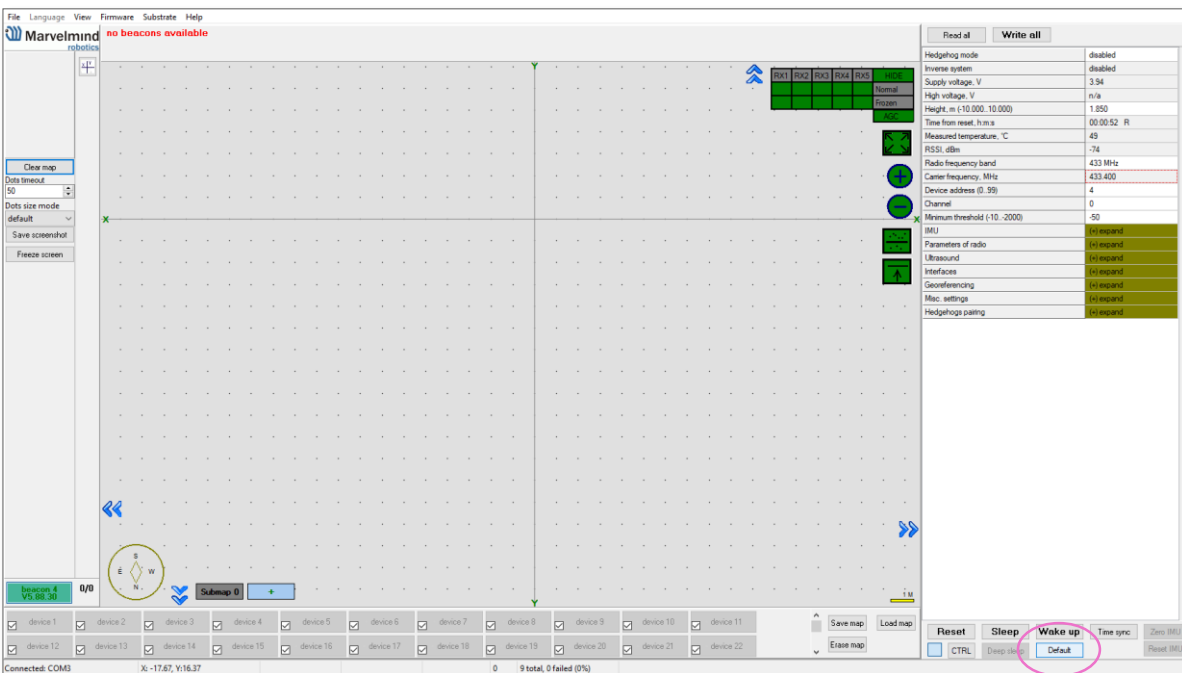 File Language View Firmware Substrate Help
Marvelmind
robotics
no beacons available
Read all Write all
Hedgehog mode disabled
Inverse system disabled
Supply voltage, V 3.94
High voltage, V n/a
Height, m (-10.000..10.000) 1.850
Time from reset, h:m:s 00:00:52 R
Measured temperature, °C 49
RSSI, dBm -74
Radio frequency band 433 MHz
Carrier frequency, MHz 433.400
Device address (0..99) 4
Channel 0
Minimum threshold (-10..-2000) -50
IMU (+) expand
Parameters of radio (+) expand
Ultrasound (+) expand
Interfaces (+) expand
Georeferencing (+) expand
Misc. settings (+) expand
Hedgehogs pairing (+) expand
Y
RX1 RX2 RX3 RX4 RX5 HIDE
Normal
Frozen
AGC
Clear map
Dots timeout
50
Dots size mode
default
Save screenshot
Freeze screen
X X
S
E W
N
beacon 4
V5.88.30
0/0
Submap 0 +
Y
1 M
device 1 device 2 device 3 device 4 device 5 device 6 device 7 device 8 device 9 device 10 device 11
Save map Load map
device 12 device 13 device 14 device 15 device 16 device 17 device 18 device 19 device 20 device 21 device 22
Erase map
Reset Sleep Wake up Time sync Zero IMU
CTRL Deep sleep Default Reset IMU
Connected: COM3 X: -17.67, Y:16.37 0 9 total, 0 failed (0%)